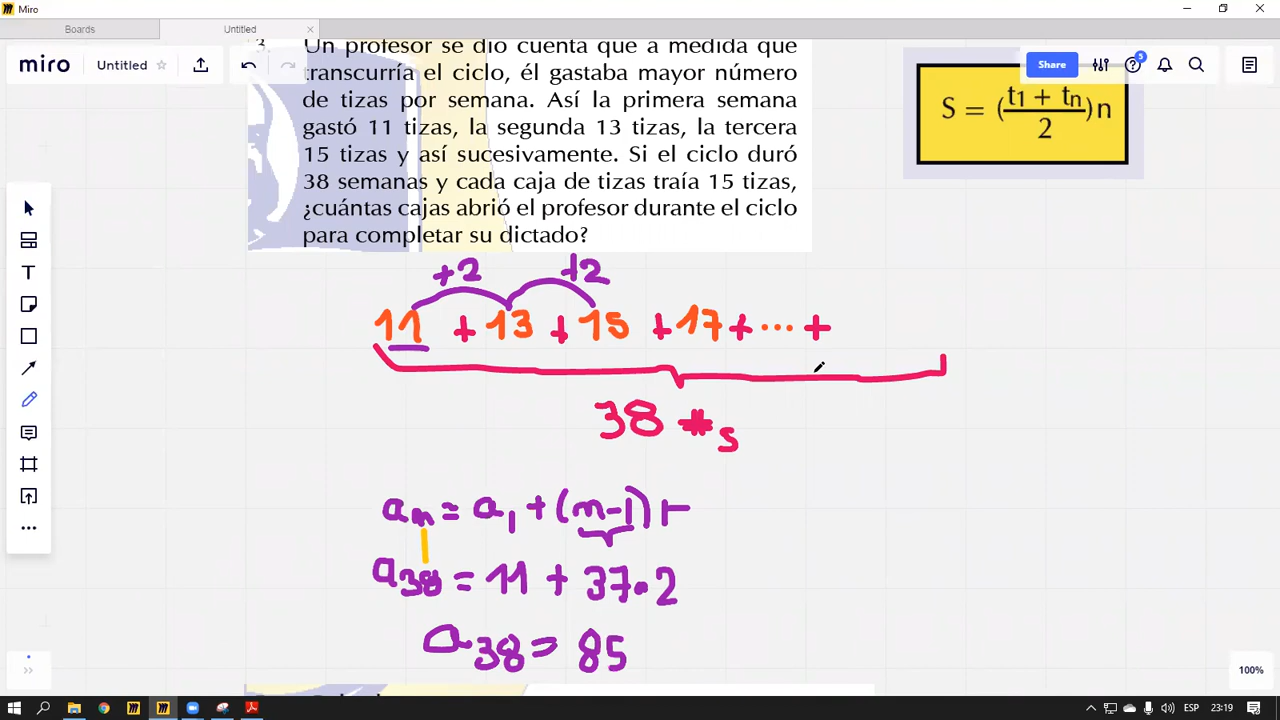 Miro
Boards
Untitled
miro
Untitled
Share
5
3. Un profesor se dio cuenta que a medida que
transcurría el ciclo, él gastaba mayor número
de tizas por semana. Así la primera semana
gastó 11 tizas, la segunda 13 tizas, la tercera
15 tizas y así sucesivamente. Si el ciclo duró
38 semanas y cada caja de tizas traía 15 tizas,
¿cuántas cajas abrió el profesor durante el ciclo
para completar su dictado?
S = (t1 + tn / 2)n
+2 +2
11 + 13 + 15 + 17 + ... +
38 #s
an = a1 + (n-1) r
a38 = 11 + 37.2
a38 = 85
100%
ESP 23:19